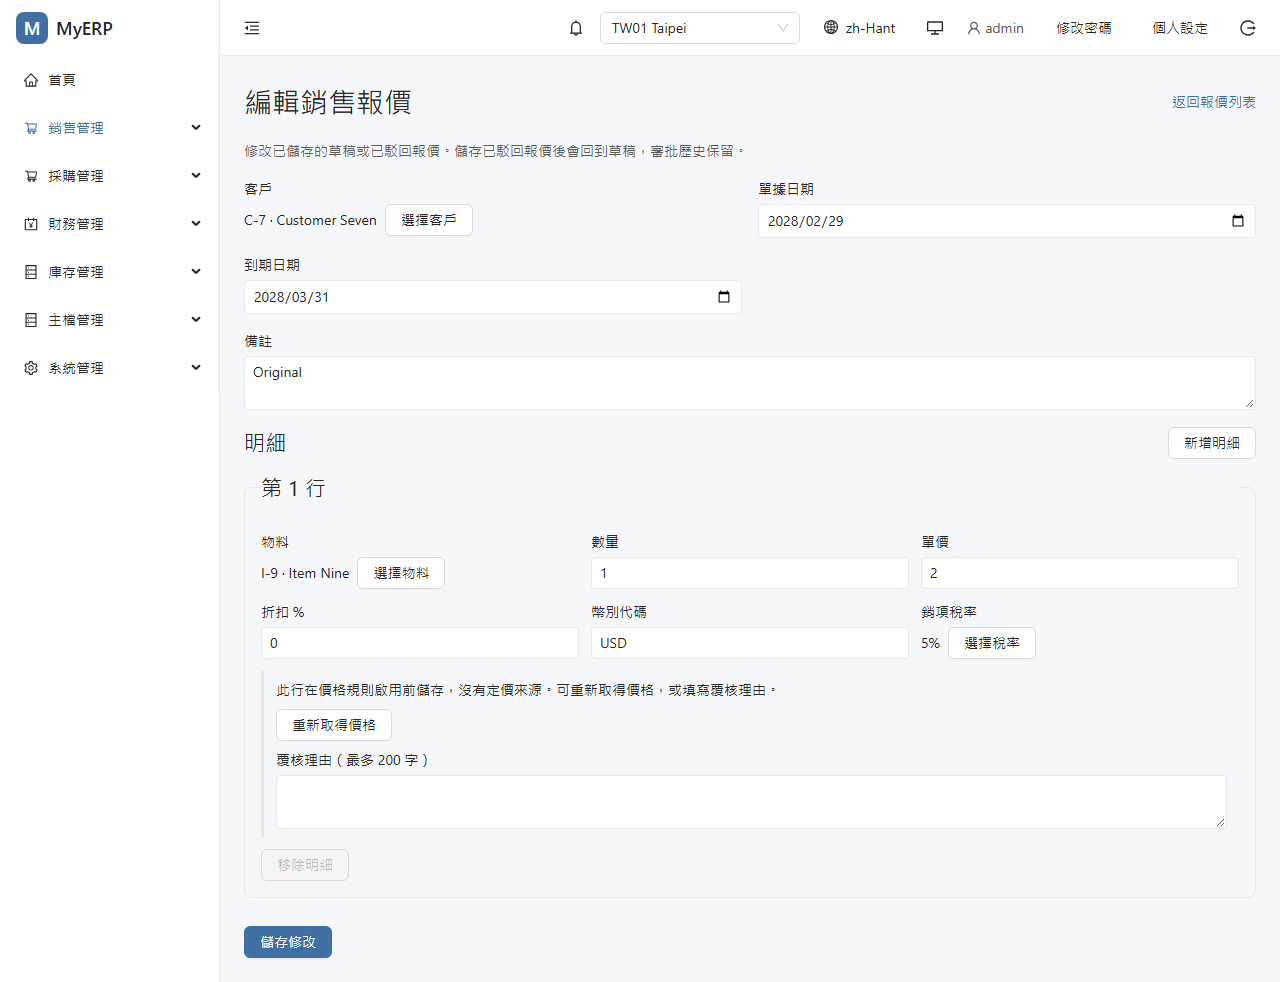 M MyERP
TW01 Taipei
zh-Hant
admin
修改密碼
個人設定
首頁
銷售管理
採購管理
財務管理
庫存管理
主檔管理
系統管理
編輯銷售報價
返回報價列表
修改已儲存的草稿或已駁回報價。儲存已駁回報價後會回到草稿，審批歷史保留。
客戶
C-7 · Customer Seven
選擇客戶
單據日期
2028/02/29
到期日期
2028/03/31
備註
Original
明細
新增明細
第 1 行
物料
I-9 · Item Nine
選擇物料
數量
1
單價
2
折扣 %
0
幣別代碼
USD
銷項稅率
5%
選擇稅率
此行在價格規則啟用前儲存，沒有定價來源。可重新取得價格，或填寫覆核理由。
重新取得價格
覆核理由（最多 200 字）
移除明細
儲存修改